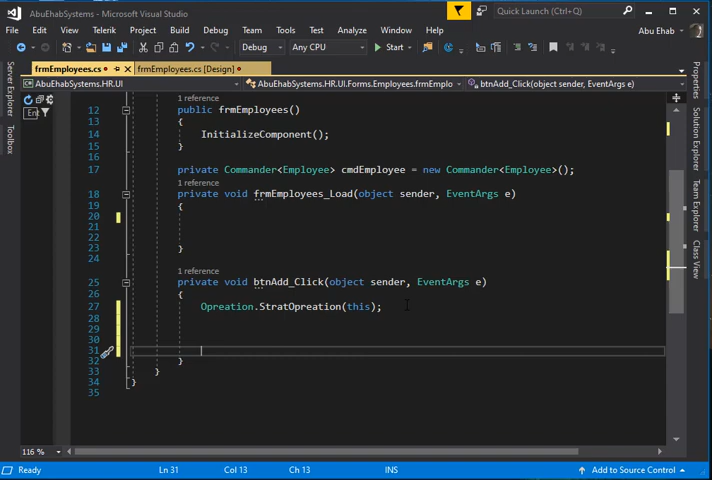 AbuEhabSystems - Microsoft Visual Studio
Quick Launch (Ctrl+Q)
File Edit View Telerik Project Build Debug Team Tools Test Analyze Window Help
Abu Ehab
Debug Any CPU Start
frmEmployees.cs frmEmployees.cs [Design]
AbuEhabSystems.HR.UI AbuEhabSystems.HR.UI.Forms.Employees.frmEmplo btnAdd_Click(object sender, EventArgs e)
Server Explorer
Toolbox
Ent
Properties
Solution Explorer
Team Explorer
Class View
1 reference
12 public frmEmployees()
13 {
14 InitializeComponent();
15 }
16
17 private Commander<Employee> cmdEmployee = new Commander<Employee>();
1 reference
18 private void frmEmployees_Load(object sender, EventArgs e)
19 {
20
21
22
23 }
24
1 reference
25 private void btnAdd_Click(object sender, EventArgs e)
26 {
27 Opreation.StratOpreation(this);
28
29
30
31
32 }
33 }
34 }
35
116 %
Ready Ln 31 Col 13 Ch 13 INS Add to Source Control